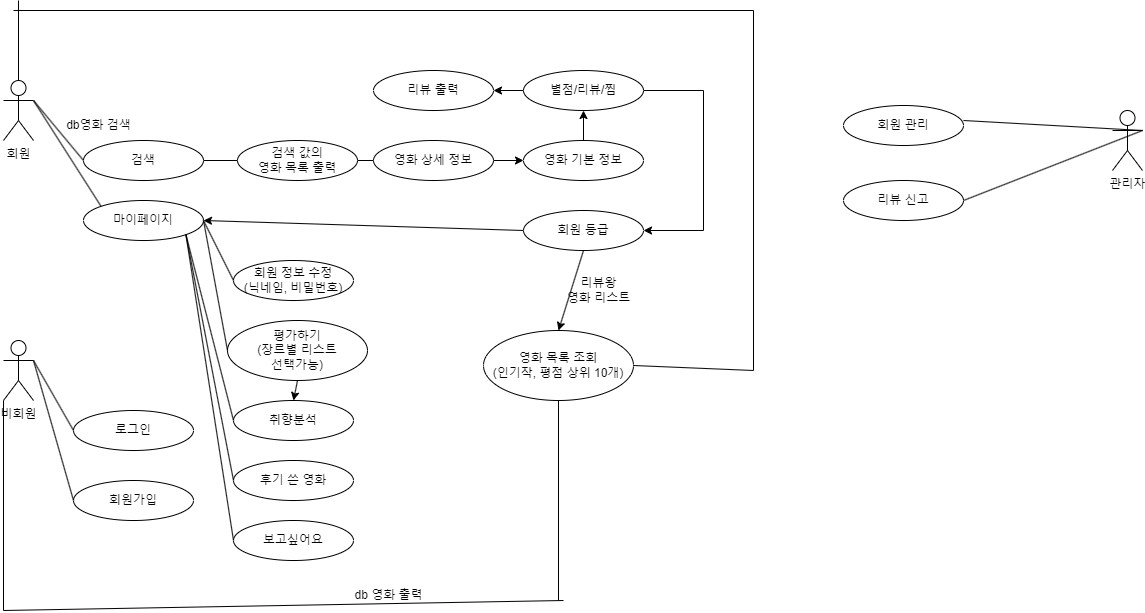 리뷰 출력
별점/리뷰/찜
db영화 검색
회원 관리
회원
검색
검색 값의
영화 목록 출력
영화 상세 정보
영화 기본 정보
관리자
리뷰 신고
마이페이지
회원 등급
회원 정보 수정
(닉네임, 비밀번호)
리뷰왕
영화 리스트
평가하기
(장르별 리스트
선택가능)
영화 목록 조회
(인기작, 평점 상위 10개)
비회원
취향분석
로그인
후기 쓴 영화
회원가입
보고싶어요
db 영화 출력